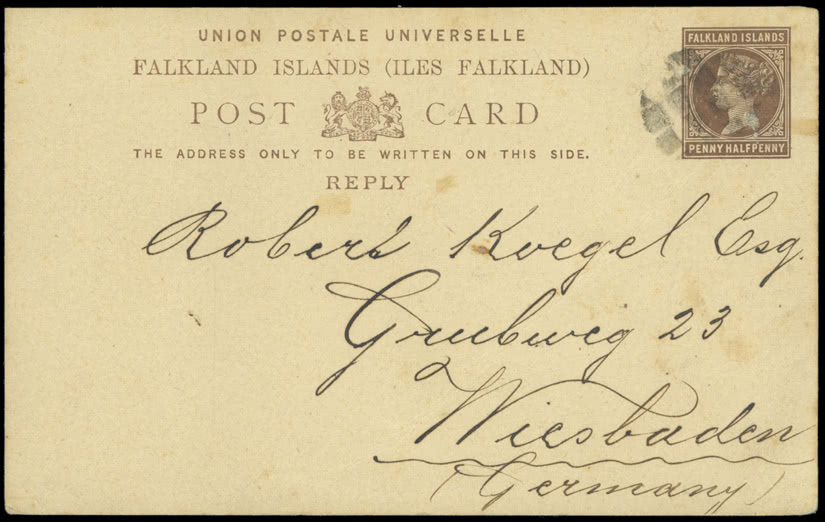 UNION POSTALE UNIVERSELLE
FALKLAND ISLANDS (ILES FALKLAND)
POST CARD
THE ADDRESS ONLY TO BE WRITTEN ON THIS SIDE.
REPLY
FALKLAND ISLANDS
PENNY HALFPENNY
Robert Koegel Esq.
Grubweg 23
Wiesbaden
(Germany)